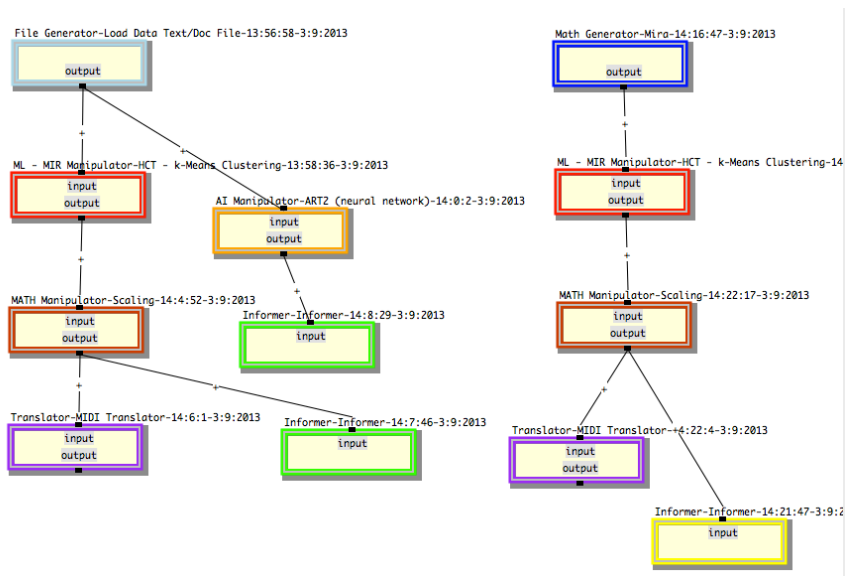 File Generator-Load Data Text/Doc File-13:56:58-3:9:2013
output
ML - MIR Manipulator-HCT - k-Means Clustering-13:58:36-3:9:2013
input
output
AI Manipulator-ART2 (neural network)-14:0:2-3:9:2013
input
output
MATH Manipulator-Scaling-14:4:52-3:9:2013
input
output
Informer-Informer-14:8:29-3:9:2013
input
Translator-MIDI Translator-14:6:1-3:9:2013
input
output
Informer-Informer-14:7:46-3:9:2013
input
Math Generator-Mira-14:16:47-3:9:2013
output
ML - MIR Manipulator-HCT - k-Means Clustering-14
input
output
MATH Manipulator-Scaling-14:22:17-3:9:2013
input
output
Translator-MIDI Translator-14:22:4-3:9:2013
input
output
Informer-Informer-14:21:47-3:9:2
input